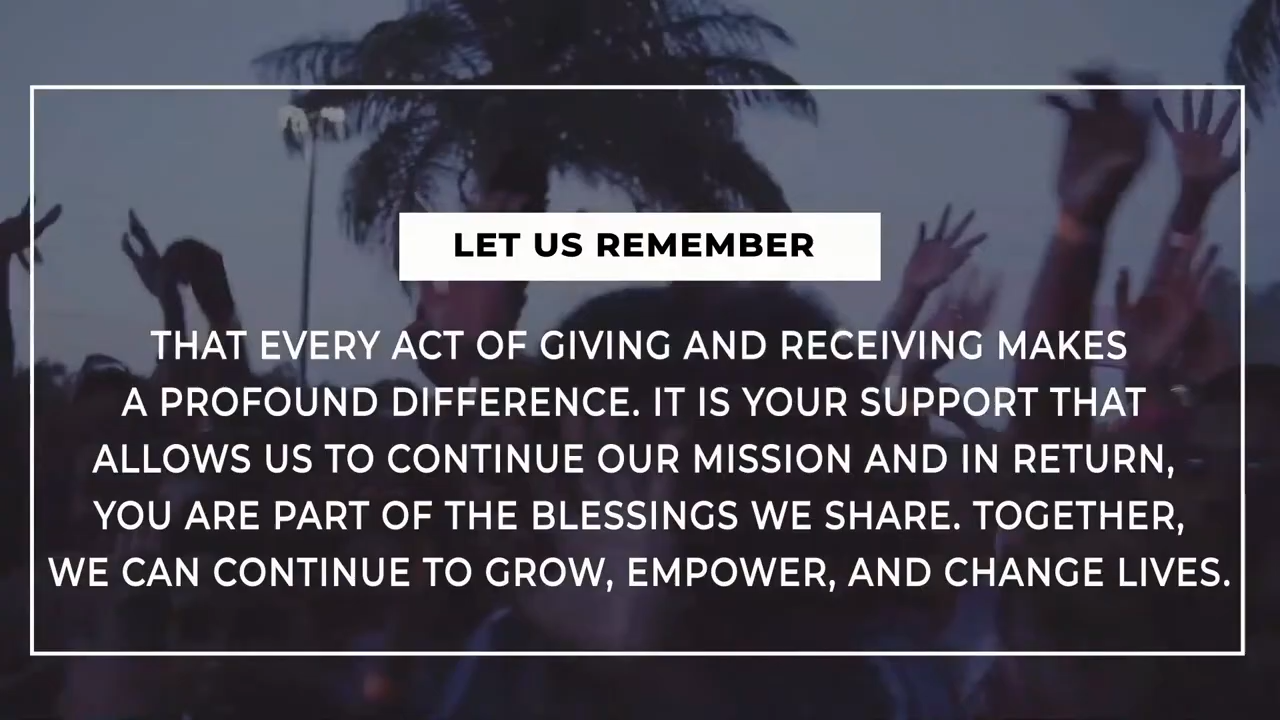 LET US REMEMBER
THAT EVERY ACT OF GIVING AND RECEIVING MAKES
A PROFOUND DIFFERENCE. IT IS YOUR SUPPORT THAT
ALLOWS US TO CONTINUE OUR MISSION AND IN RETURN,
YOU ARE PART OF THE BLESSINGS WE SHARE. TOGETHER,
WE CAN CONTINUE TO GROW, EMPOWER, AND CHANGE LIVES.